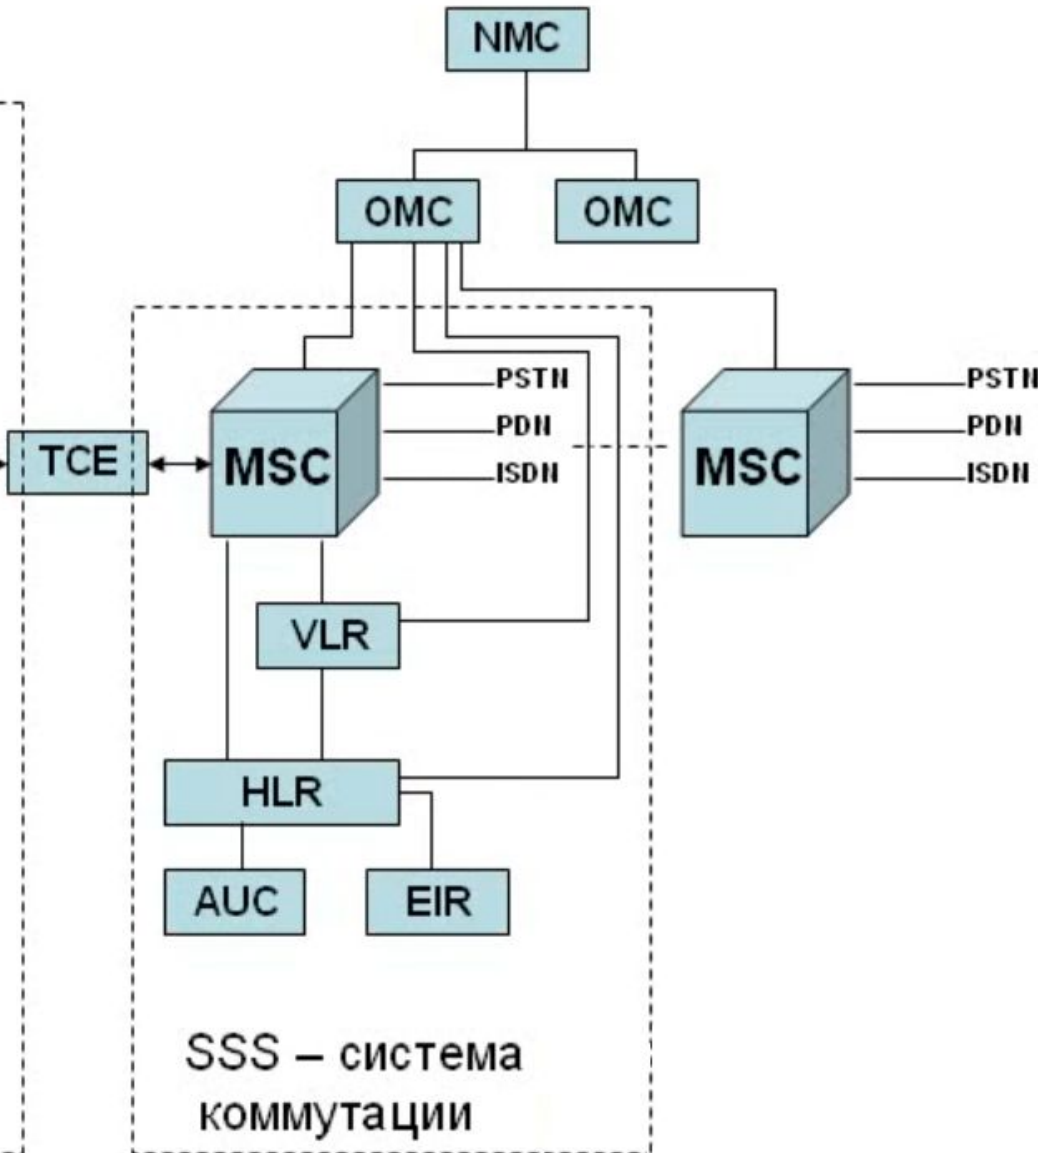 NMC
OMC
OMC
PSTN
PDN
ISDN
PSTN
PDN
ISDN
TCE
MSC
MSC
VLR
HLR
AUC
EIR
SSS – система
коммутации